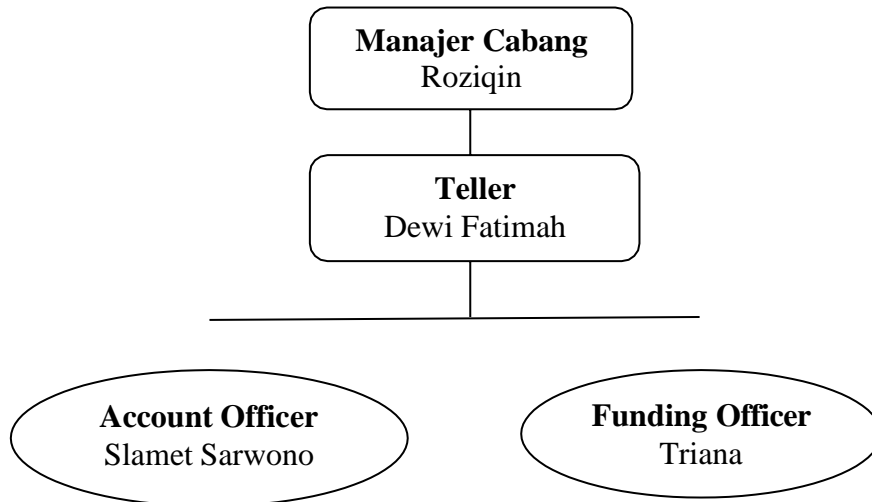 Manajer Cabang
Roziqin
Teller
Dewi Fatimah
Account Officer
Slamet Sarwono
Funding Officer
Triana